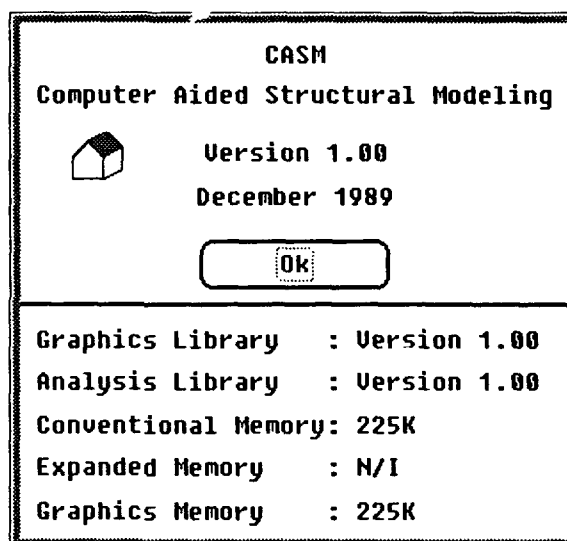 CASM
Computer Aided Structural Modeling
Version 1.00
December 1989
Ok
Graphics Library : Version 1.00
Analysis Library : Version 1.00
Conventional Memory: 225K
Expanded Memory : N/I
Graphics Memory : 225K